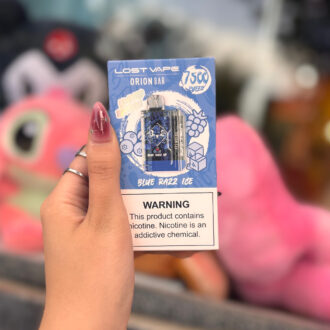 LOST VAPE
ORION BAR
7500
PUFFS
BLUE RAZZ ICE
WARNING
This product contains
nicotine. Nicotine is an
addictive chemical.